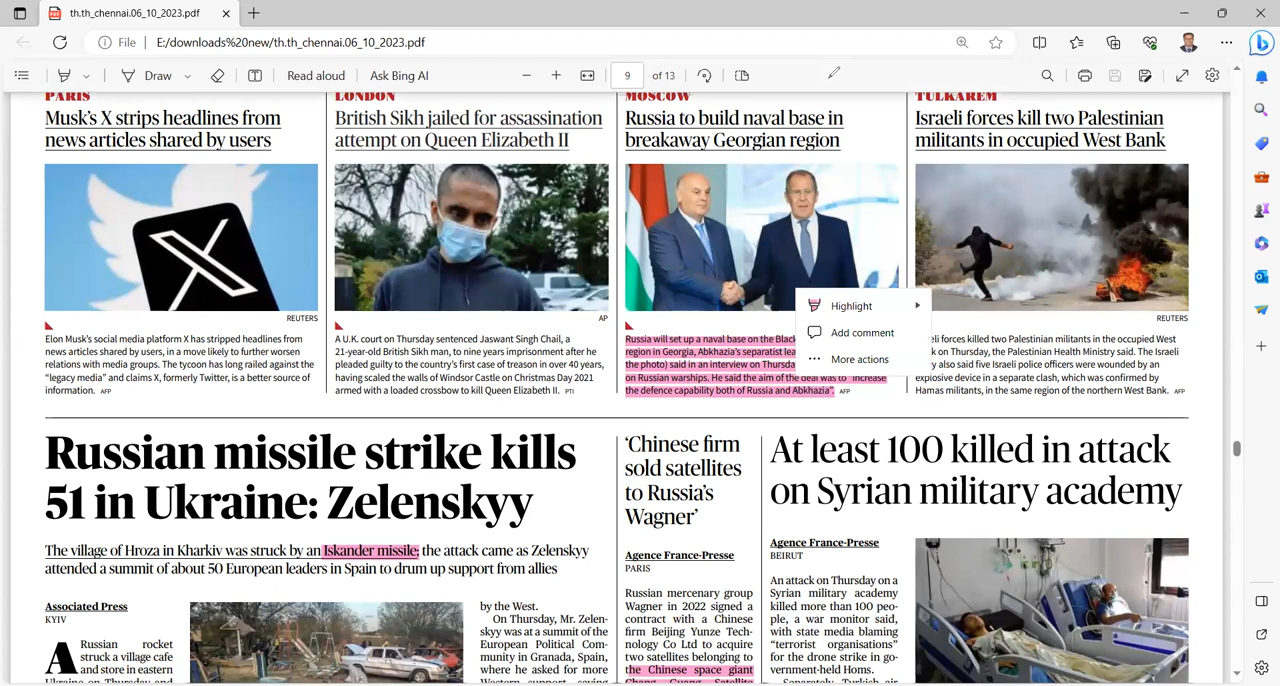 th.th_chennai.06_10_2023.pdf
File
E:/downloads%20new/th.th_chennai.06_10_2023.pdf
Draw
Read aloud
Ask Bing AI
9
of 13
PARIS
Musk's X strips headlines from
news articles shared by users
REUTERS
Elon Musk's social media platform X has stripped headlines from
news articles shared by users, in a move likely to further worsen
relations with media groups. The tycoon has long railed against the
“legacy media” and claims X, formerly Twitter, is a better source of
information. AFP
LONDON
British Sikh jailed for assassination
attempt on Queen Elizabeth II
AP
A U.K. court on Thursday sentenced Jaswant Singh Chail, a
21-year-old British Sikh man, to nine years imprisonment after he
pleaded guilty to the country's first case of treason in over 40 years,
having scaled the walls of Windsor Castle on Christmas Day 2021
armed with a loaded crossbow to kill Queen Elizabeth II. PTI
MOSCOW
Russia to build naval base in
breakaway Georgian region
Russia will set up a naval base on the Black
region in Georgia, Abkhazia's separatist lea
the photo) said in an interview on Thursda
on Russian warships. He said the aim of the deal was to “increase
the defence capability both of Russia and Abkhazia”. AFP
Highlight
Add comment
More actions
TULKAREM
Israeli forces kill two Palestinian
militants in occupied West Bank
REUTERS
eli forces killed two Palestinian militants in the occupied West
k on Thursday, the Palestinian Health Ministry said. The Israeli
y also said five Israeli police officers were wounded by an
explosive device in a separate clash, which was confirmed by
Hamas militants, in the same region of the northern West Bank. AFP
Russian missile strike kills
51 in Ukraine: Zelenskyy
The village of Hroza in Kharkiv was struck by an Iskander missile; the attack came as Zelenskyy
attended a summit of about 50 European leaders in Spain to drum up support from allies
Associated Press
KYIV
A Russian rocket
struck a village cafe
and store in eastern
Ukraine on Thursday and
by the West.
On Thursday, Mr. Zelen-
skyy was at a summit of the
European Political Com-
munity in Granada, Spain,
where he asked for more
Western support, saying
‘Chinese firm
sold satellites
to Russia's
Wagner’
Agence France-Presse
PARIS
Russian mercenary group
Wagner in 2022 signed a
contract with a Chinese
firm Beijing Yunze Tech-
nology Co Ltd to acquire
two satellites belonging to
the Chinese space giant
Chang Guang Satellite
At least 100 killed in attack
on Syrian military academy
Agence France-Presse
BEIRUT
An attack on Thursday on a
Syrian military academy
killed more than 100 peo-
ple, a war monitor said,
with state media blaming
“terrorist organisations”
for the drone strike in go-
vernment-held Homs.
Separately, Turkish air